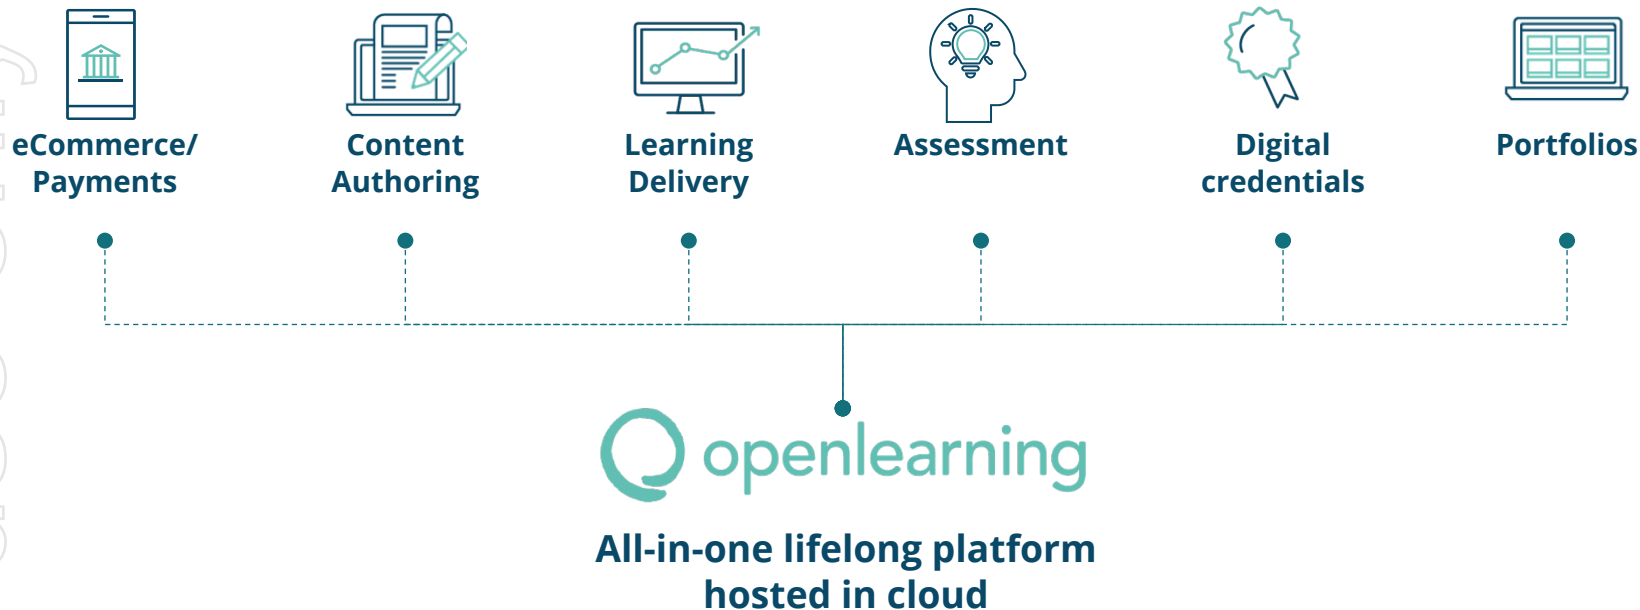 eCommerce/
Payments
Content
Authoring
Learning
Delivery
Assessment
Digital
credentials
Portfolios
openlearning
All-in-one lifelong platform
hosted in cloud